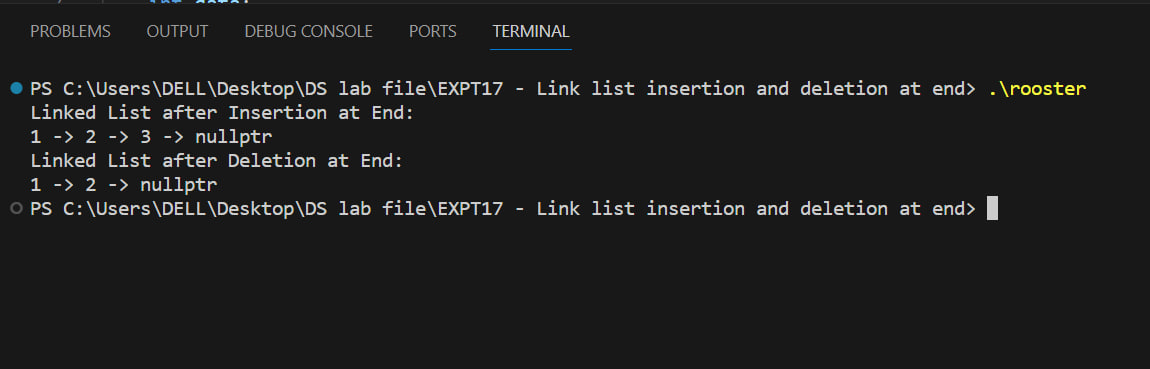 int data;
PROBLEMS OUTPUT DEBUG CONSOLE PORTS TERMINAL
PS C:\Users\DELL\Desktop\DS lab file\EXPT17 - Link list insertion and deletion at end> .\rooster
Linked List after Insertion at End:
1 -> 2 -> 3 -> nullptr
Linked List after Deletion at End:
1 -> 2 -> nullptr
PS C:\Users\DELL\Desktop\DS lab file\EXPT17 - Link list insertion and deletion at end>